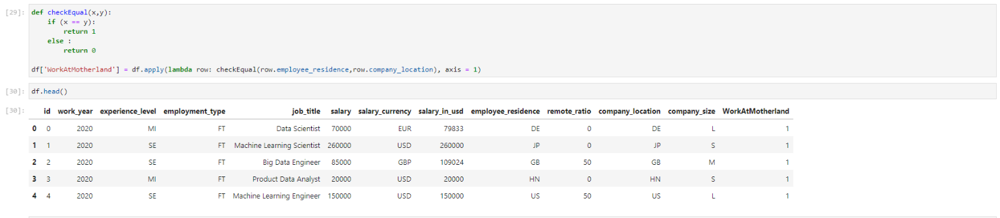 [29]: def checkEqual(x,y):
    if (x == y):
        return 1
    else :
        return 0
df['WorkAtMotherland'] = df.apply(lambda row: checkEqual(row.employee_residence,row.company_location), axis = 1)
[30]: df.head()
[30]: id work_year experience_level employment_type job_title salary salary_currency salary_in_usd employee_residence remote_ratio company_location company_size WorkAtMotherland
0 0 2020 MI FT Data Scientist 70000 EUR 79833 DE 0 DE L 1
1 1 2020 SE FT Machine Learning Scientist 260000 USD 260000 JP 0 JP S 1
2 2 2020 SE FT Big Data Engineer 85000 GBP 109024 GB 50 GB M 1
3 3 2020 MI FT Product Data Analyst 20000 USD 20000 HN 0 HN S 1
4 4 2020 SE FT Machine Learning Engineer 150000 USD 150000 US 50 US L 1